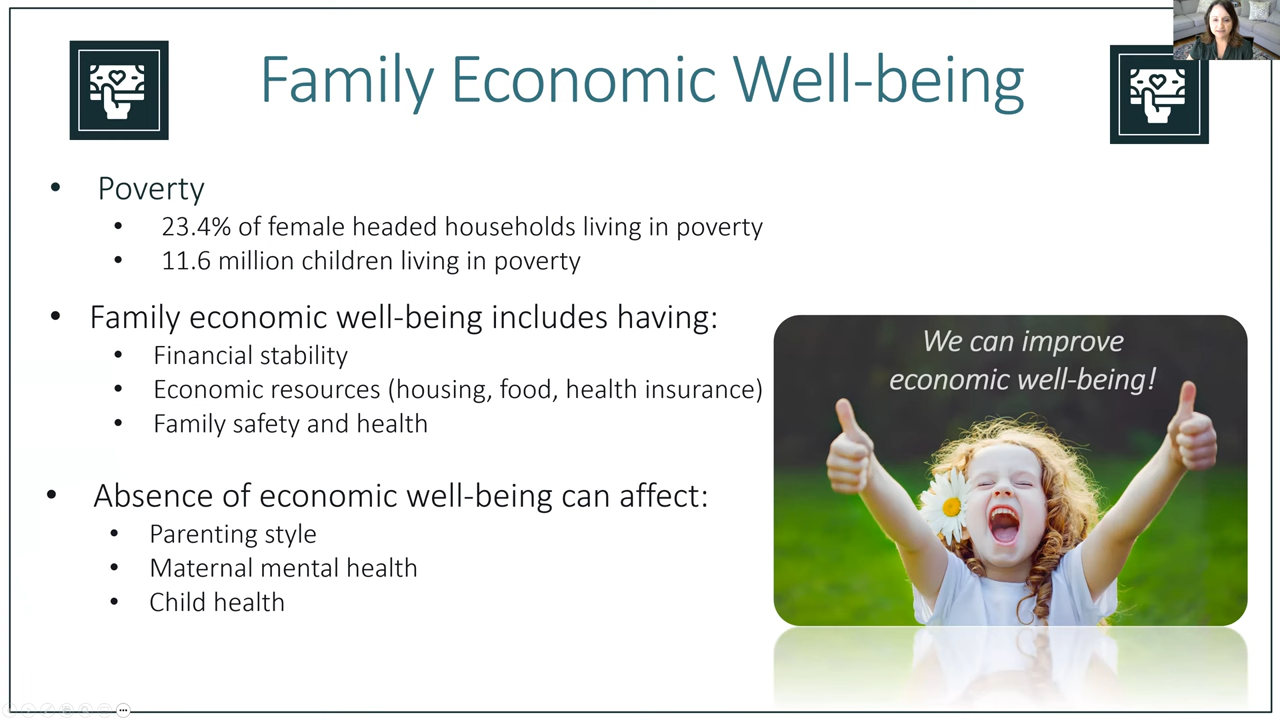 Family Economic Well-being
• Poverty
• 23.4% of female headed households living in poverty
• 11.6 million children living in poverty
• Family economic well-being includes having:
• Financial stability
• Economic resources (housing, food, health insurance)
• Family safety and health
• Absence of economic well-being can affect:
• Parenting style
• Maternal mental health
• Child health
We can improve
economic well-being!